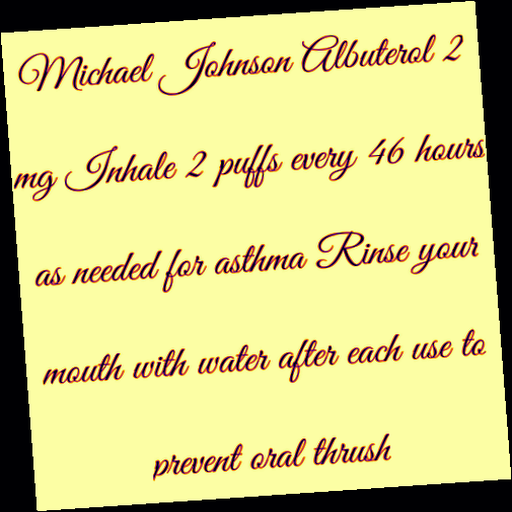 Michael Johnson Albuterol 2
mg Inhale 2 puffs every 46 hours
as needed for asthma Rinse your
mouth with water after each use to
prevent oral thrush